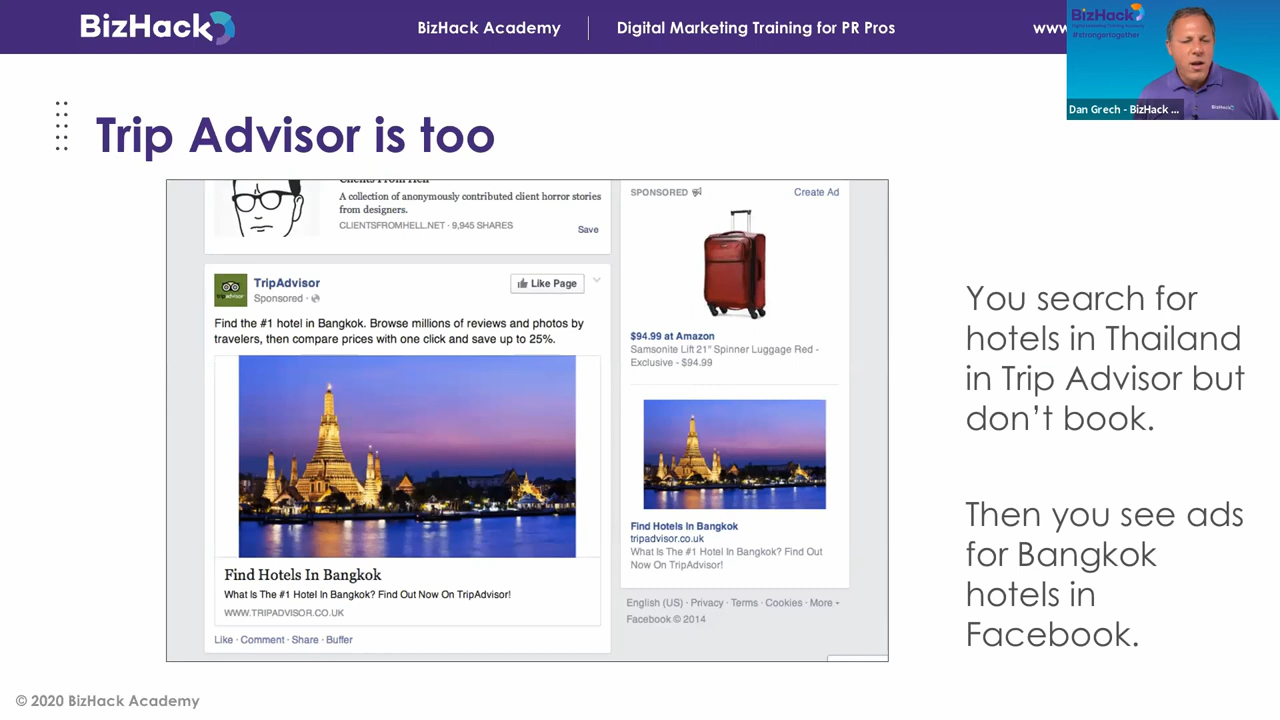 BizHack
BizHack Academy
Digital Marketing Training for PR Pros
www
BizHack
#strongertogether
Dan Grech - BizHack ...
BizHack
Trip Advisor is too
Clients From Hell
A collection of anonymously contributed client horror stories
from designers.
CLIENTSFROMHELL.NET · 9,945 SHARES
Save
TripAdvisor
Sponsored ·
Like Page
tripadvisor
Find the #1 hotel in Bangkok. Browse millions of reviews and photos by
travelers, then compare prices with one click and save up to 25%.
Find Hotels In Bangkok
What Is The #1 Hotel In Bangkok? Find Out Now On TripAdvisor!
WWW.TRIPADVISOR.CO.UK
Like · Comment · Share · Buffer
SPONSORED
Create Ad
$94.99 at Amazon
Samsonite Lift 21" Spinner Luggage Red -
Exclusive - $94.99
Find Hotels In Bangkok
tripadvisor.co.uk
What Is The #1 Hotel In Bangkok? Find Out
Now On TripAdvisor!
English (US) · Privacy · Terms · Cookies · More
Facebook © 2014
You search for
hotels in Thailand
in Trip Advisor but
don't book.
Then you see ads
for Bangkok
hotels in
Facebook.
© 2020 BizHack Academy